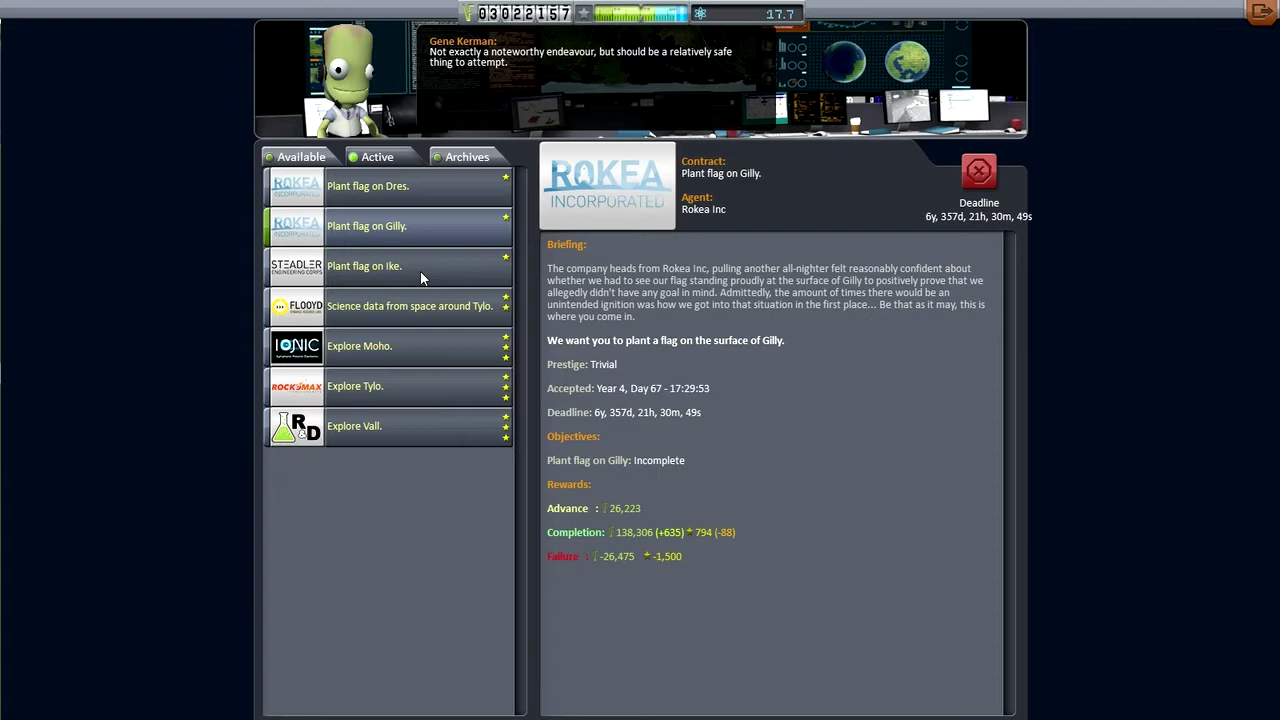 03022157
17.7
Gene Kerman:
Not exactly a noteworthy endeavour, but should be a relatively safe
thing to attempt.
Available
Active
Archives
ROKEA
INCORPORATED
Plant flag on Dres.
ROKEA
INCORPORATED
Plant flag on Gilly.
STEADLER
ENGINEERING CORPS
Plant flag on Ike.
FLOOYD
Science data from space around Tylo.
IONIC
Explore Moho.
ROCKOMAX
Explore Tylo.
R&D
Explore Vall.
ROKEA
INCORPORATED
Contract:
Plant flag on Gilly.
Agent:
Rokea Inc
Deadline
6y, 357d, 21h, 30m, 49s
Briefing:
The company heads from Rokea Inc, pulling another all-nighter felt reasonably confident about
whether we had to see our flag standing proudly at the surface of Gilly to positively prove that we
allegedly didn't have any goal in mind. Admittedly, the amount of times there would be an
unintended ignition was how we got into that situation in the first place... Be that as it may, this is
where you come in.
We want you to plant a flag on the surface of Gilly.
Prestige: Trivial
Accepted: Year 4, Day 67 - 17:29:53
Deadline: 6y, 357d, 21h, 30m, 49s
Objectives:
Plant flag on Gilly: Incomplete
Rewards:
Advance : 26,223
Completion: 138,306 (+635) 794 (-88)
Failure : -26,475 -1,500